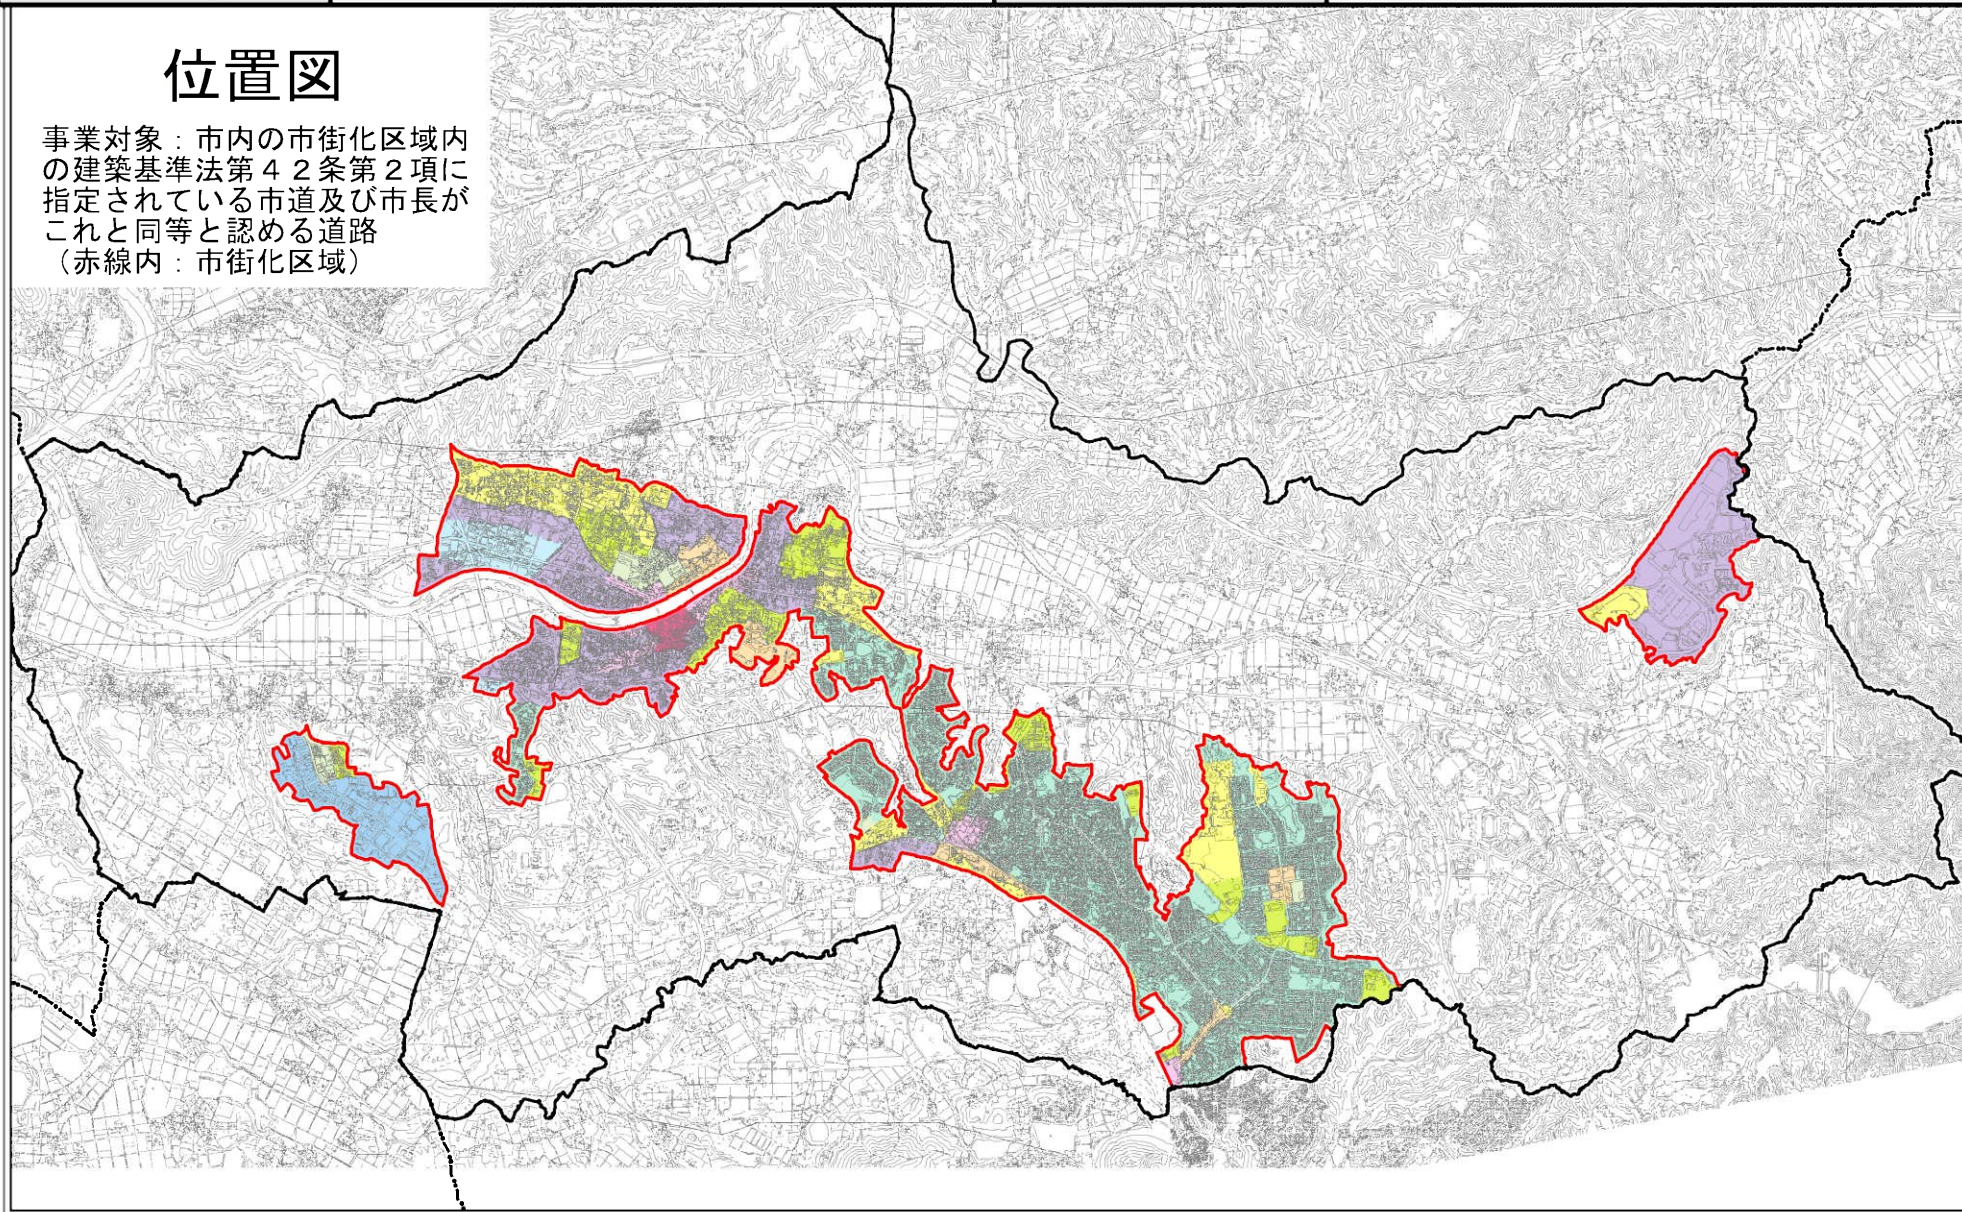 位置図
事業対象：市内の市街化区域内
の建築基準法第４２条第２項に
指定されている市道及び市長が
これと同等と認める道路
（赤線内：市街化区域）